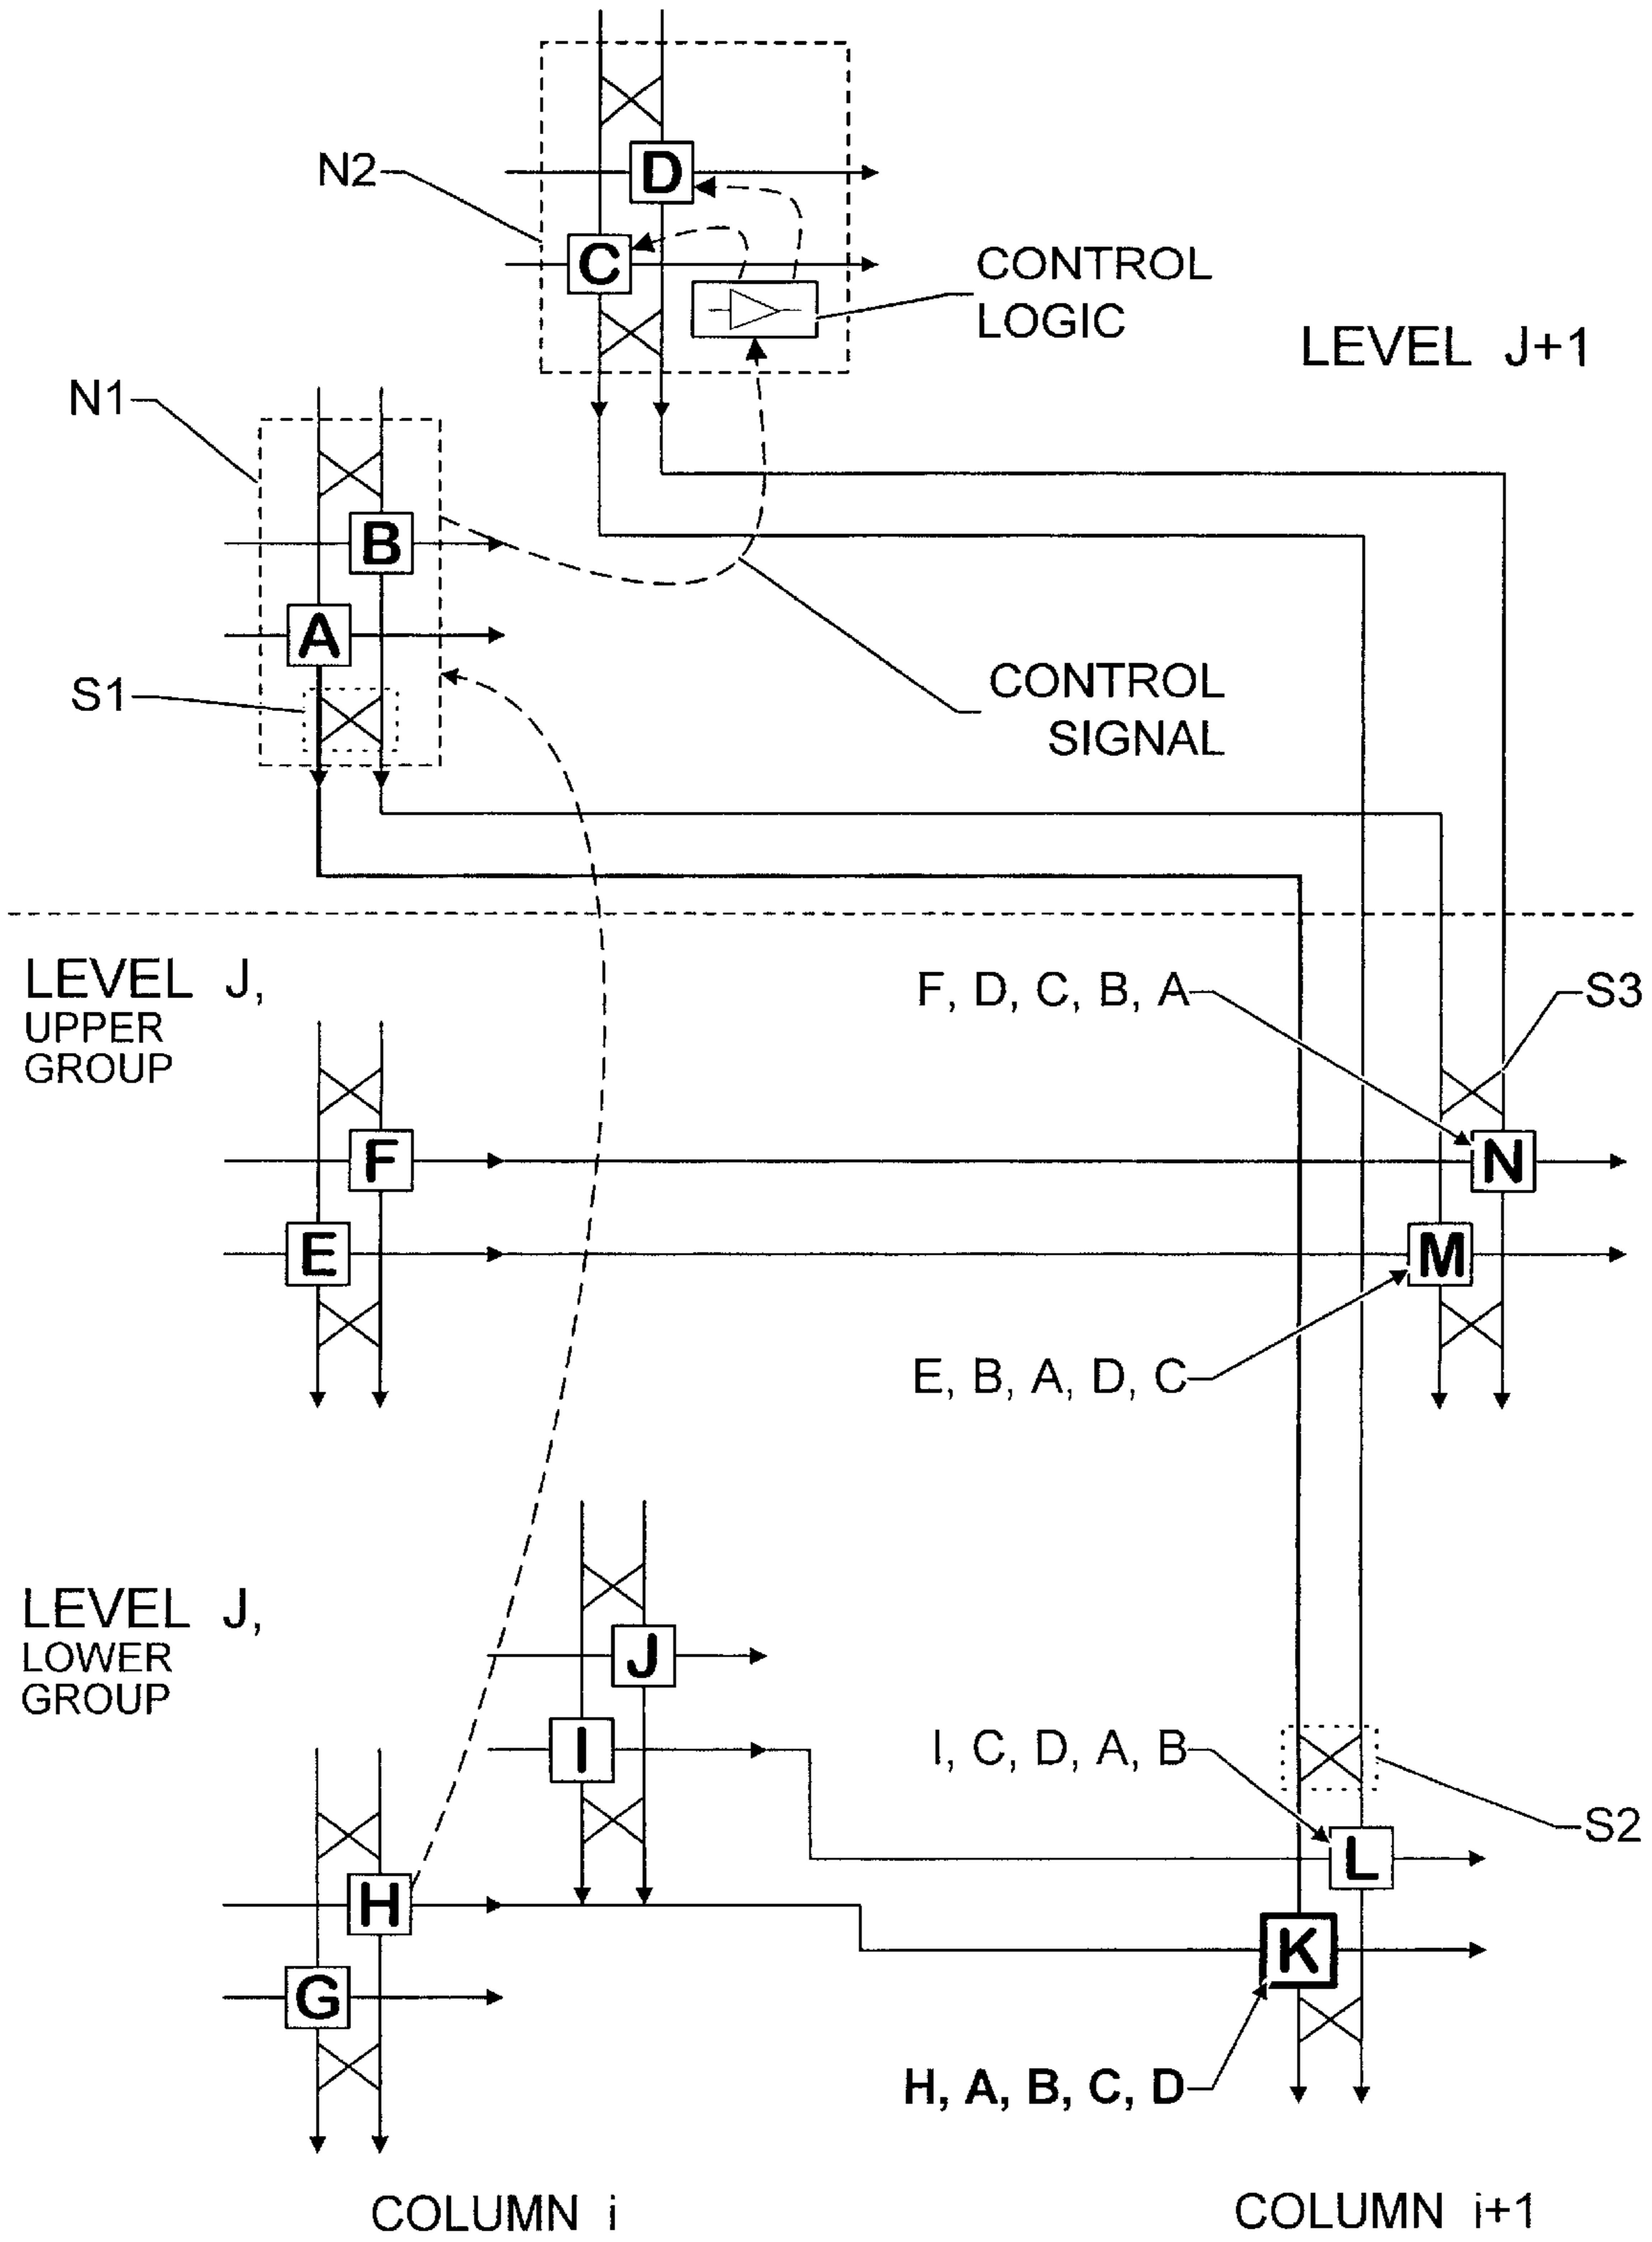 D
N2
C
CONTROL
LOGIC
LEVEL J+1
N1
B
A
S1
CONTROL
SIGNAL
LEVEL J,
UPPER
GROUP
F, D, C, B, A
S3
F
N
E
M
E, B, A, D, C
LEVEL J,
LOWER
GROUP
J
I
I, C, D, A, B
S2
L
H
K
G
H, A, B, C, D
COLUMN i
COLUMN i+1